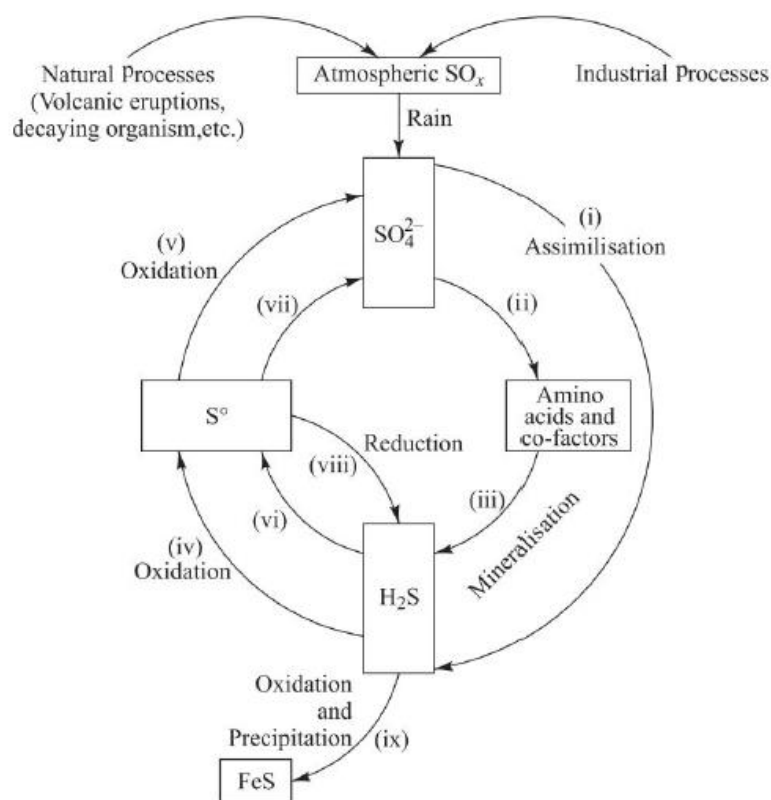 Natural Processes
(Volcanic eruptions,
decaying organism,etc.)
Atmospheric SOₓ
Industrial Processes
Rain
SO₄²⁻
(i)
Assimilisation
(v)
Oxidation
(vii)
(ii)
S°
Amino
acids and
co-factors
Reduction
(viii)
(iii)
(vi)
(iv)
Oxidation
H₂S
Mineralisation
Oxidation
and
Precipitation
(ix)
FeS